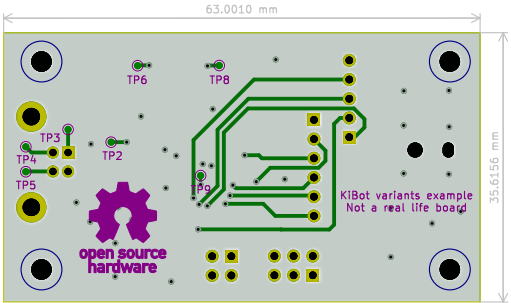 63.0010 mm
TP6
TP8
TP3
TP2
TP4
TP5
TP9
35.6156 mm
KiBot variants example
Not a real life board
open source
hardware